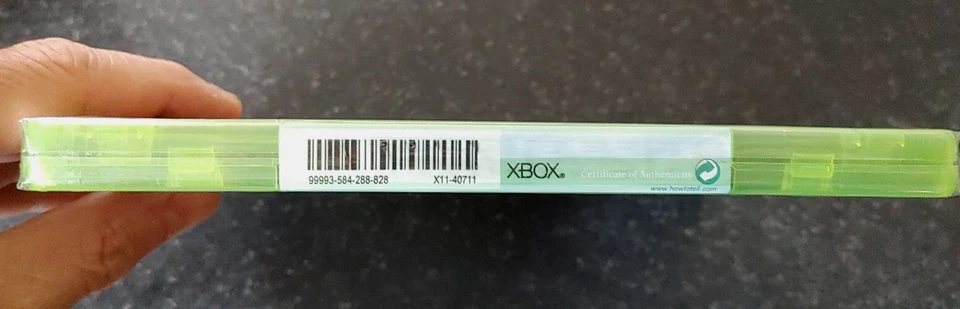 99993-584-288-828 X11-40711
XBOX® Certificate of Authenticity
www.howtotell.com